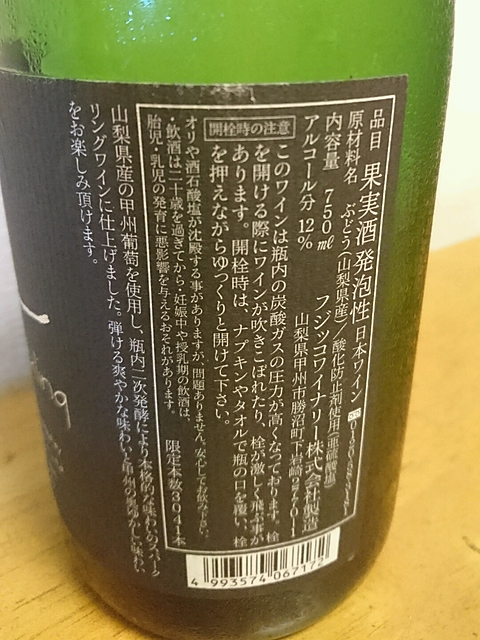 品目 果実酒 発泡性 日本ワイン
原材料名 ぶどう(山梨県産)/酸化防止剤使用(亜硫酸塩)
内容量 750ml フジッコワイナリー株式会社製造
アルコール分 12% 山梨県甲州市勝沼町下岩崎2770-1
開栓時の注意
このワインは瓶内の炭酸ガスの圧力が高くなっております。栓
を開ける際にワインが吹きこぼれたり、栓が激しく飛ぶ事が
あります。開栓時は、ナプキンやタオルで瓶の口を覆い、栓
を押えながらゆっくりと開けて下さい。
オリや酒石酸塩が沈殿する事がありますが、問題ありません。安心してお飲み下さい。
・飲酒は二十歳を過ぎてから・妊娠中や授乳期の飲酒は、
胎児・乳児の発育に悪影響を与えるおそれがあります。
限定本数3041本
山梨県産の甲州葡萄を使用し、瓶内二次発酵により本格的な味わいのスパーク
リングワインに仕上げました。弾ける爽やかな味わいと甲州の豊かな味わい
をお楽しみ頂けます。
4 993574 067172